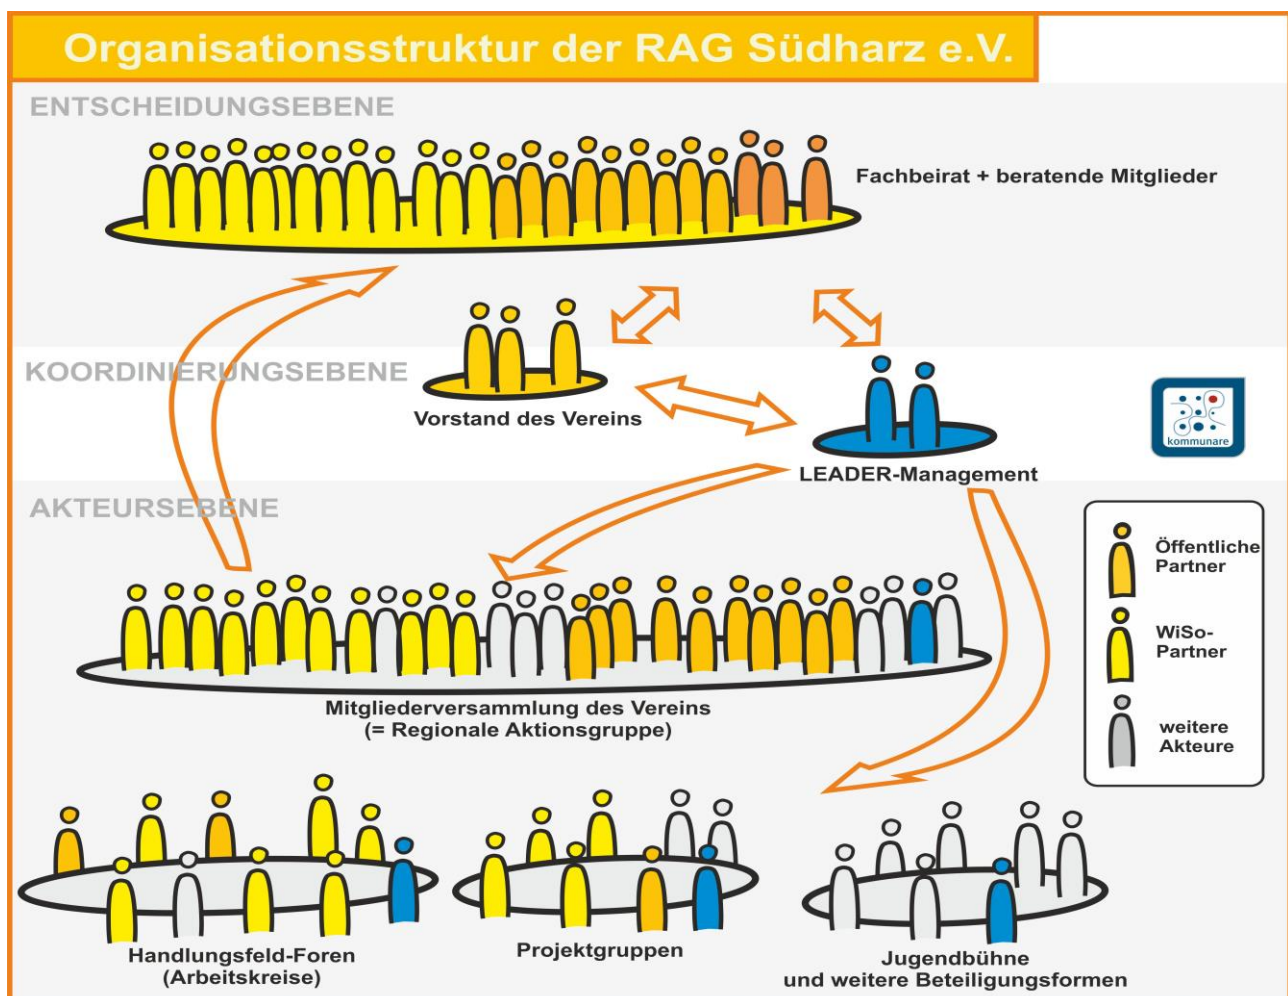 Organisationsstruktur der RAG Südharz e.V.
ENTSCHEIDUNGSEBENE
Fachbeirat + beratende Mitglieder
KOORDINIERUNGSEBENE
Vorstand des Vereins
kommunare
LEADER-Management
AKTEURSEBENE
Öffentliche
Partner
WiSo-
Partner
weitere
Akteure
Mitgliederversammlung des Vereins
(= Regionale Aktionsgruppe)
Handlungsfeld-Foren
(Arbeitskreise)
Projektgruppen
Jugendbühne
und weitere Beteiligungsformen